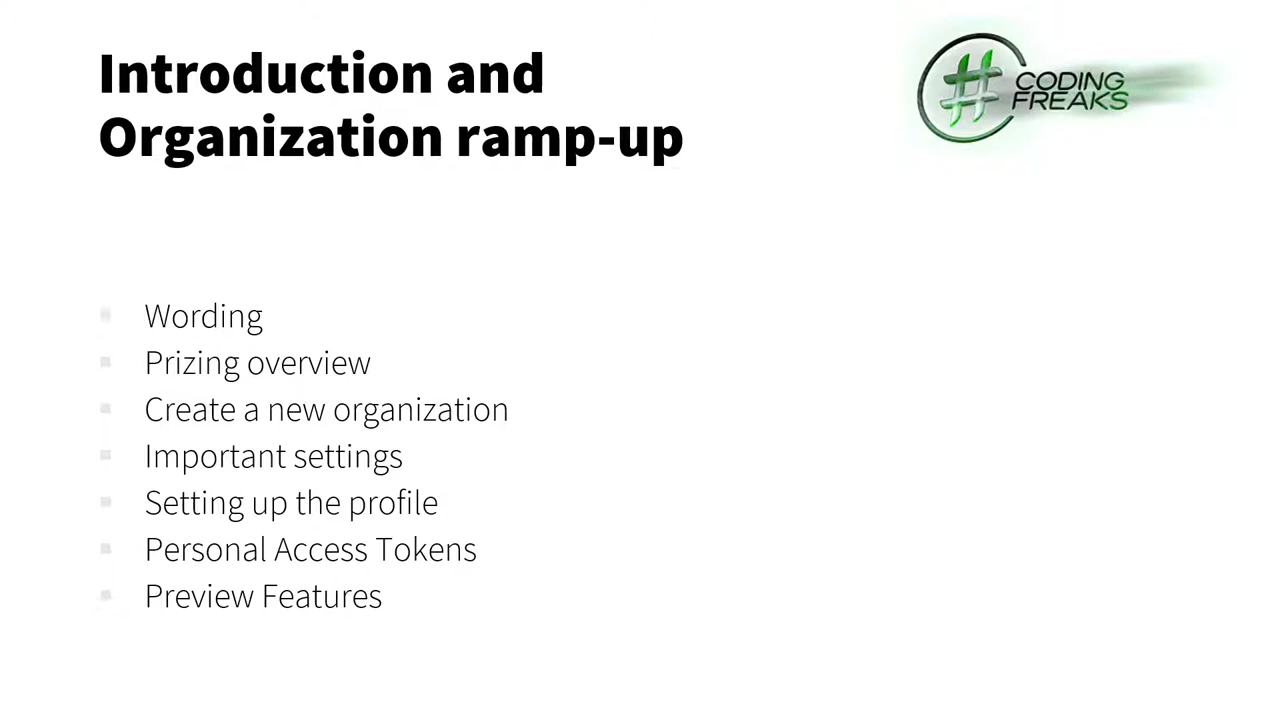 Introduction and
Organization ramp-up
CODING
FREAKS
Wording
Prizing overview
Create a new organization
Important settings
Setting up the profile
Personal Access Tokens
Preview Features